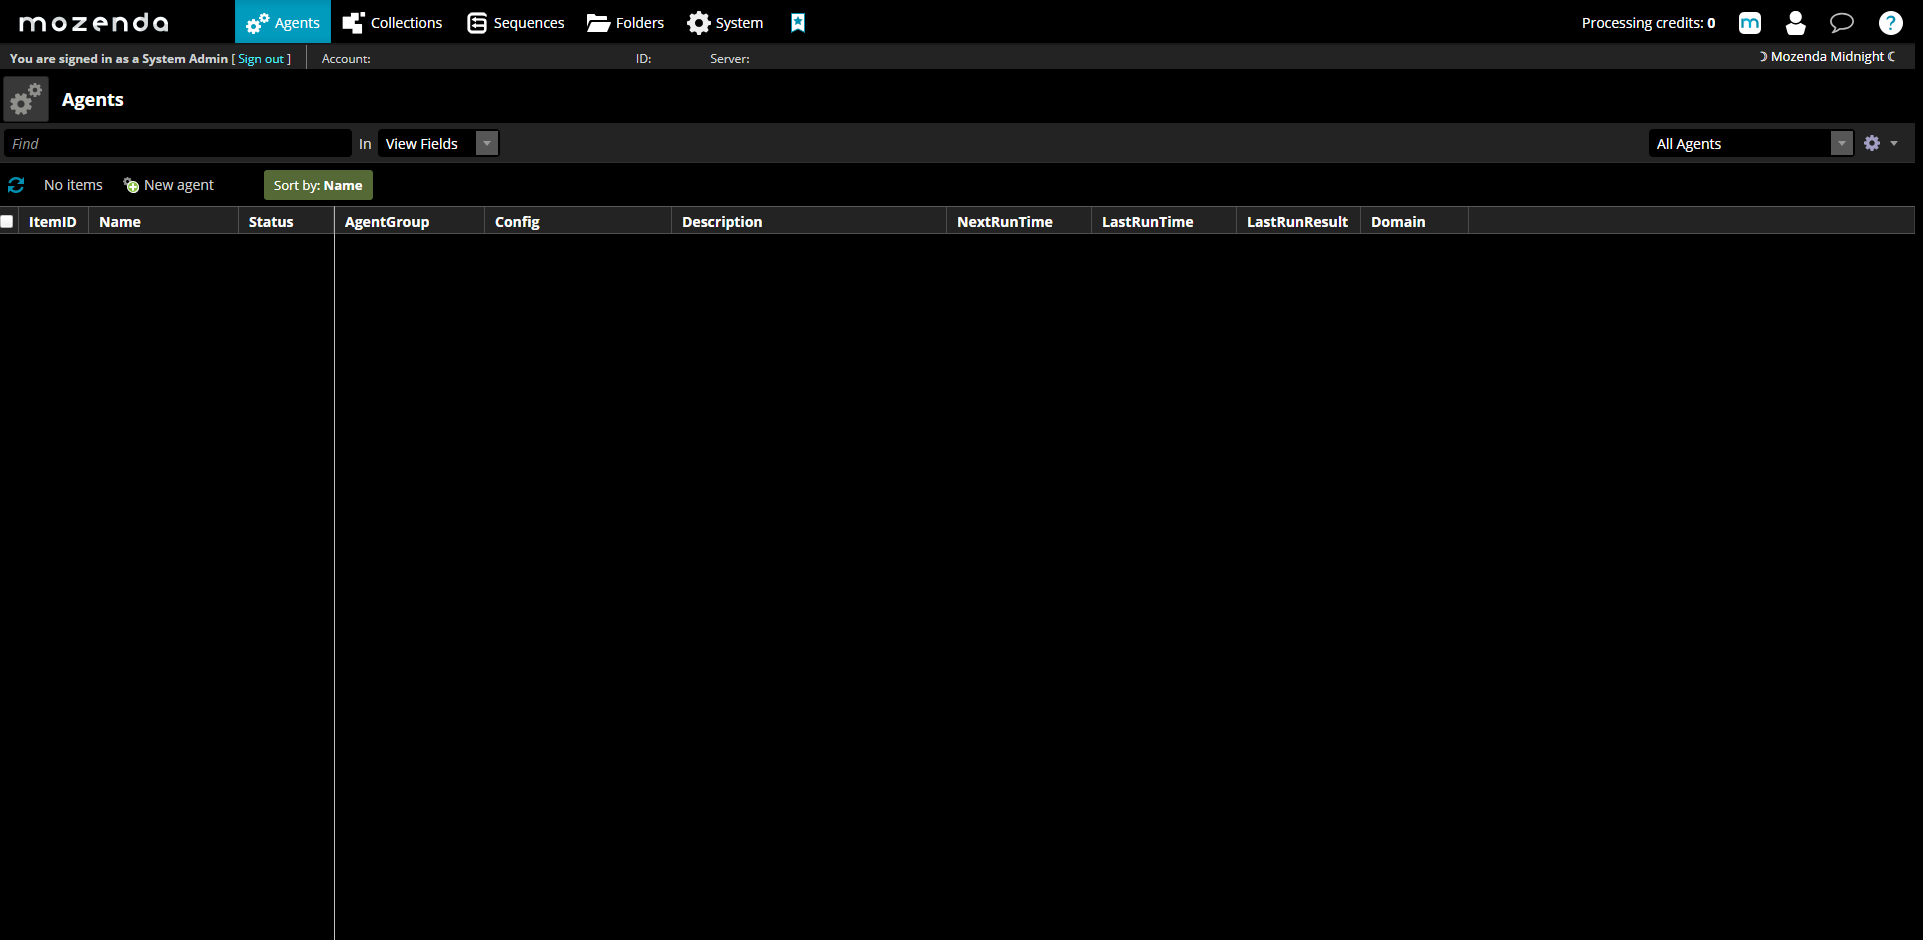 mozenda Agents Collections Sequences Folders System Processing credits: 0 m ?
You are signed in as a System Admin [ Sign out ] Account: ID: Server: ☽ Mozenda Midnight ☾
Agents
Find In View Fields All Agents
No items New agent Sort by: Name
ItemID Name Status AgentGroup Config Description NextRunTime LastRunTime LastRunResult Domain